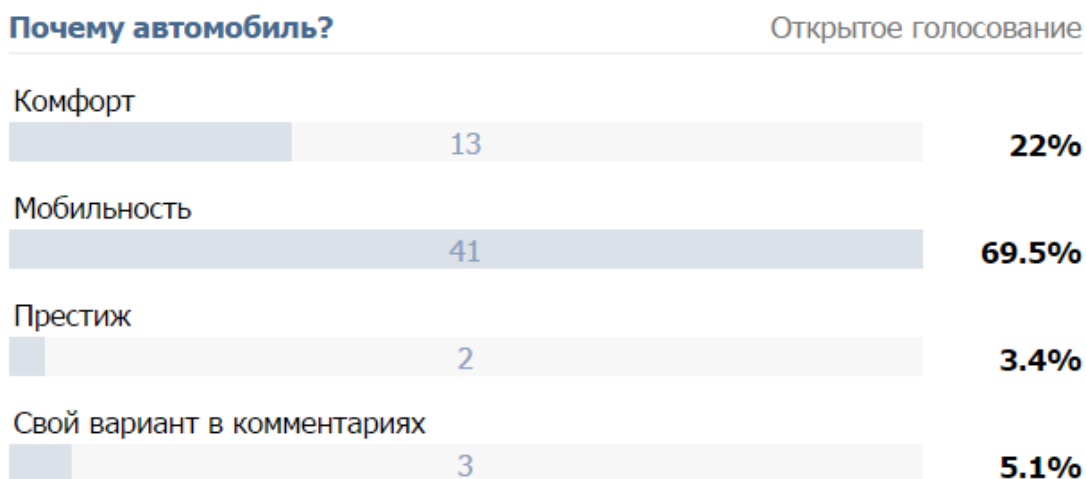 Почему автомобиль? Открытое голосование
Комфорт
13 22%
Мобильность
41 69.5%
Престиж
2 3.4%
Свой вариант в комментариях
3 5.1%